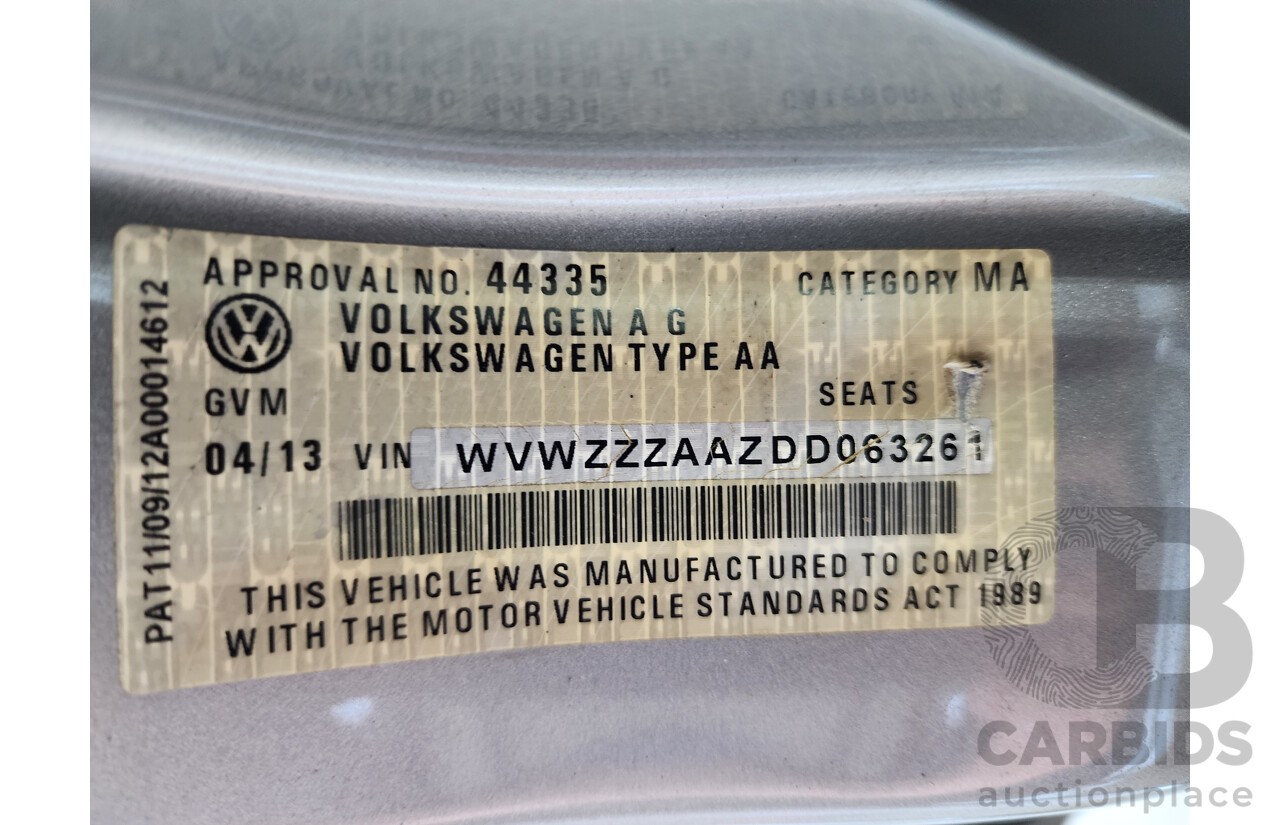 APPROVAL NO. 44335 CATEGORY MA
VOLKSWAGEN A G
VOLKSWAGEN TYPE AA
GVM SEATS
04/13 VIN WVWZZZAAZDD063261
THIS VEHICLE WAS MANUFACTURED TO COMPLY
WITH THE MOTOR VEHICLE STANDARDS ACT 1989
PAT11/09/12A00014612
CARBIDS
auctionplace